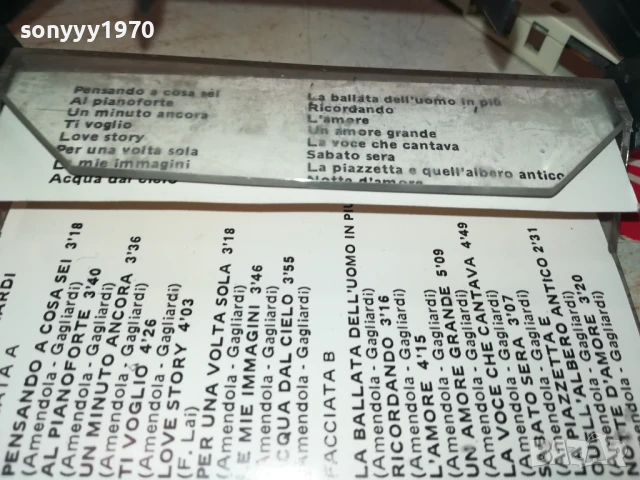 sonyyy1970
Pensando a cosa sei
Al pianoforte
Un minuto ancora
Ti voglio
Love story
Per una volta sola
Le mie immagini
Acqua dal cielo
La ballata dell'uomo in più
Ricordando
L'amore
Un amore grande
La voce che cantava
Sabato sera
La piazzetta e quell'albero antico
Notte d'amore
PENSANDO A COSA SEI 3'18
(Amendola - Gagliardi)
AL PIANOFORTE 3'40
(Amendola - Gagliardi)
UN MINUTO ANCORA 3'36
(Amendola - Gagliardi)
TI VOGLIO 4'26
(Amendola - Gagliardi)
LOVE STORY 4'03
(F. Lai)
PER UNA VOLTA SOLA 3'18
(Amendola - Gagliardi)
E MIE IMMAGINI 3'46
(Amendola - Gagliardi)
CQUA DAL CIELO 3'55
(Amendola - Gagliardi)
FACCIATA B
LA BALLATA DELL'UOMO IN PIU
(Amendola - Gagliardi)
RICORDANDO 3'16
(Amendola - Gagliardi)
L'AMORE 4'15
(Amendola - Gagliardi)
UN AMORE GRANDE 5'09
(Amendola - Gagliardi)
LA VOCE CHE CANTAVA 4'49
(Amendola - Gagliardi)
SABATO SERA 3'07
(Amendola - Gagliardi)
LA PIAZZETTA E
QUELL'ALBERO ANTICO 2'31
(Amendola - Gagliardi)
NOTTE D'AMORE 3'20
(Amendola - Gagliardi)